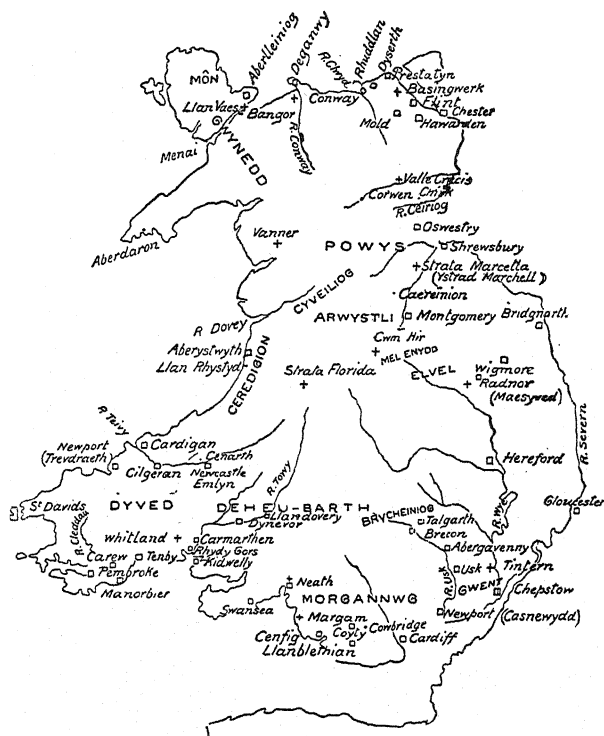 MÔN
Aberlleiniog
Deganwy
R. Clwyd
Rhuddlan
Dyserth
Prestatyn
Basingwerk
Flint
Chester
Hawarden
Mold
Conway
Llan Vaes
Bangor
R. Conway
GWYNEDD
Menai
Aberdaron
Valle Crucis
Corwen
Chirk
R. Ceiriog
Oswestry
Vanner
POWYS
Shrewsbury
Strata Marcella
(Ystrad Marchell)
CYVEILIOG
Caereinion
ARWYSTLI
Montgomery
Bridgnorth
R Dovey
Cwm Hir
MELENYDD
Aberystwyth
Llan Rhystyd
CEREDIGION
Strata Florida
ELVEL
Wigmore
Radnor
(Maesyved)
R. Severn
R. Teivy
Cardigan
Newport
(Trevdraeth)
Cilgeran
Cenarth
Newcastle
Emlyn
R. Towy
Hereford
St Davids
DYVED
DEHEU-BARTH
Llandovery
Dynevor
BRYCHEINIOG
Talgarth
Brecon
R. Wye
Gloucester
R. Cleddau
Whitland
Carmarthen
Rhyd y Gors
Kidwelly
Carew
Tenby
Pembroke
Manorbier
Abergavenny
Usk
Tintern
R. Usk
GWENT
Chepstow
Neath
MORGANNWG
Swansea
Margam
Newport (Casnewydd)
Cenfig
Coyty
Cowbridge
Cardiff
Llanblethian